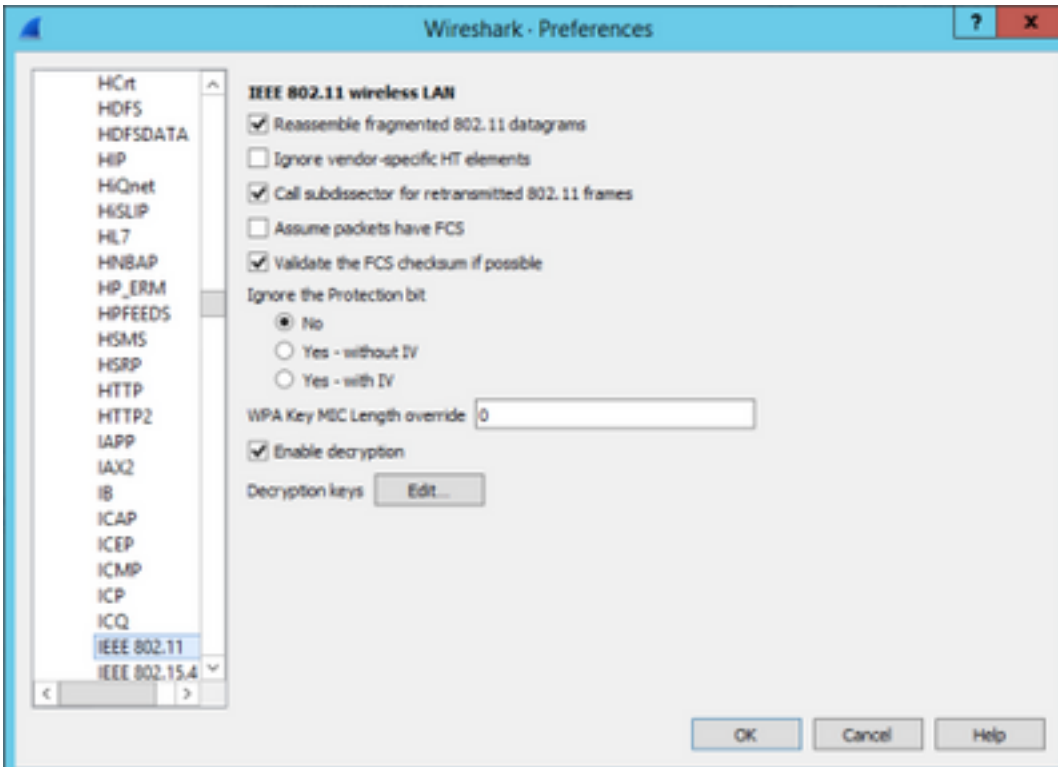 Wireshark · Preferences
?
x
HCrt
HDFS
HDFSDATA
HIP
HiQnet
HiSLIP
HL7
HNBAP
HP_ERM
HPFEEDS
HSMS
HSRP
HTTP
HTTP2
IAPP
IAX2
IB
ICAP
ICEP
ICMP
ICP
ICQ
IEEE 802.11
IEEE 802.15.4
IEEE 802.11 wireless LAN
Reassemble fragmented 802.11 datagrams
Ignore vendor-specific HT elements
Call subdissector for retransmitted 802.11 frames
Assume packets have FCS
Validate the FCS checksum if possible
Ignore the Protection bit
No
Yes - without IV
Yes - with IV
WPA Key MIC Length override 0
Enable decryption
Decryption keys Edit...
OK Cancel Help